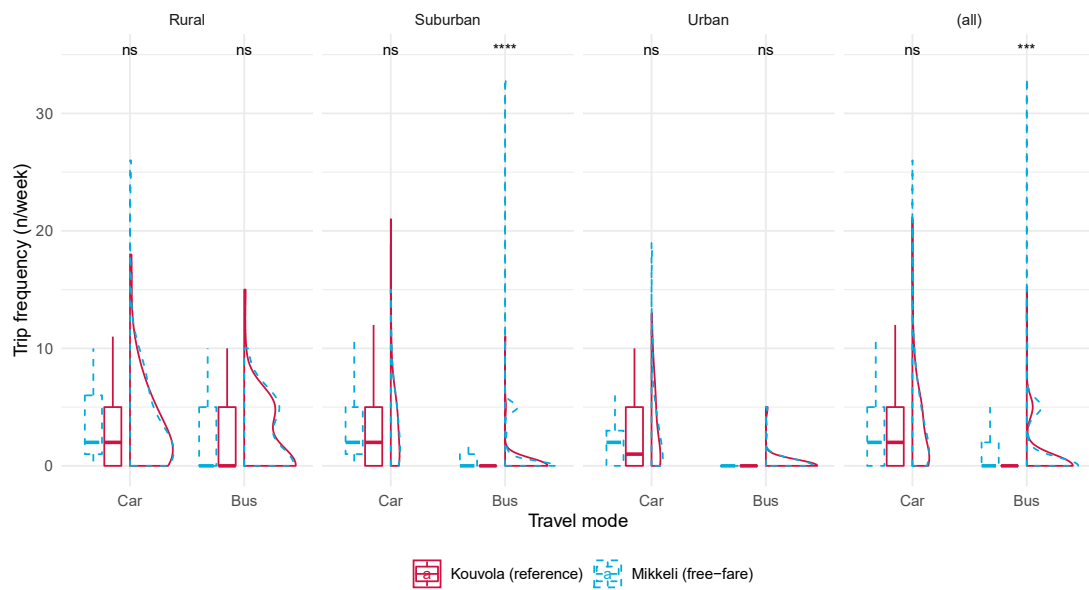 Rural Suburban Urban (all)
ns ns ns **** ns ns ns ***
30
20
10
0
Trip frequency (n/week)
Car Bus Car Bus Car Bus Car Bus
Travel mode
a Kouvola (reference) a Mikkeli (free−fare)